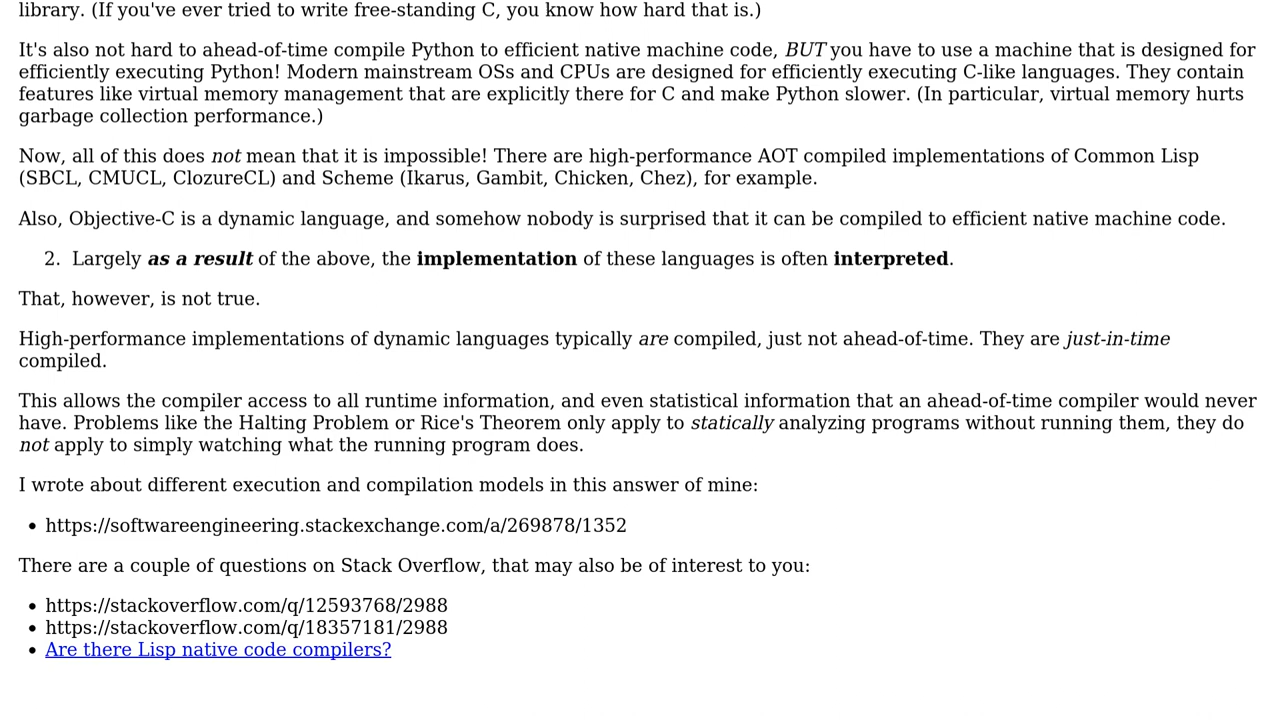 library. (If you've ever tried to write free-standing C, you know how hard that is.)
It's also not hard to ahead-of-time compile Python to efficient native machine code, BUT you have to use a machine that is designed for
efficiently executing Python! Modern mainstream OSs and CPUs are designed for efficiently executing C-like languages. They contain
features like virtual memory management that are explicitly there for C and make Python slower. (In particular, virtual memory hurts
garbage collection performance.)
Now, all of this does not mean that it is impossible! There are high-performance AOT compiled implementations of Common Lisp
(SBCL, CMUCL, ClozureCL) and Scheme (Ikarus, Gambit, Chicken, Chez), for example.
Also, Objective-C is a dynamic language, and somehow nobody is surprised that it can be compiled to efficient native machine code.
2. Largely as a result of the above, the implementation of these languages is often interpreted.
That, however, is not true.
High-performance implementations of dynamic languages typically are compiled, just not ahead-of-time. They are just-in-time
compiled.
This allows the compiler access to all runtime information, and even statistical information that an ahead-of-time compiler would never
have. Problems like the Halting Problem or Rice's Theorem only apply to statically analyzing programs without running them, they do
not apply to simply watching what the running program does.
I wrote about different execution and compilation models in this answer of mine:
• https://softwareengineering.stackexchange.com/a/269878/1352
There are a couple of questions on Stack Overflow, that may also be of interest to you:
• https://stackoverflow.com/q/12593768/2988
• https://stackoverflow.com/q/18357181/2988
• Are there Lisp native code compilers?